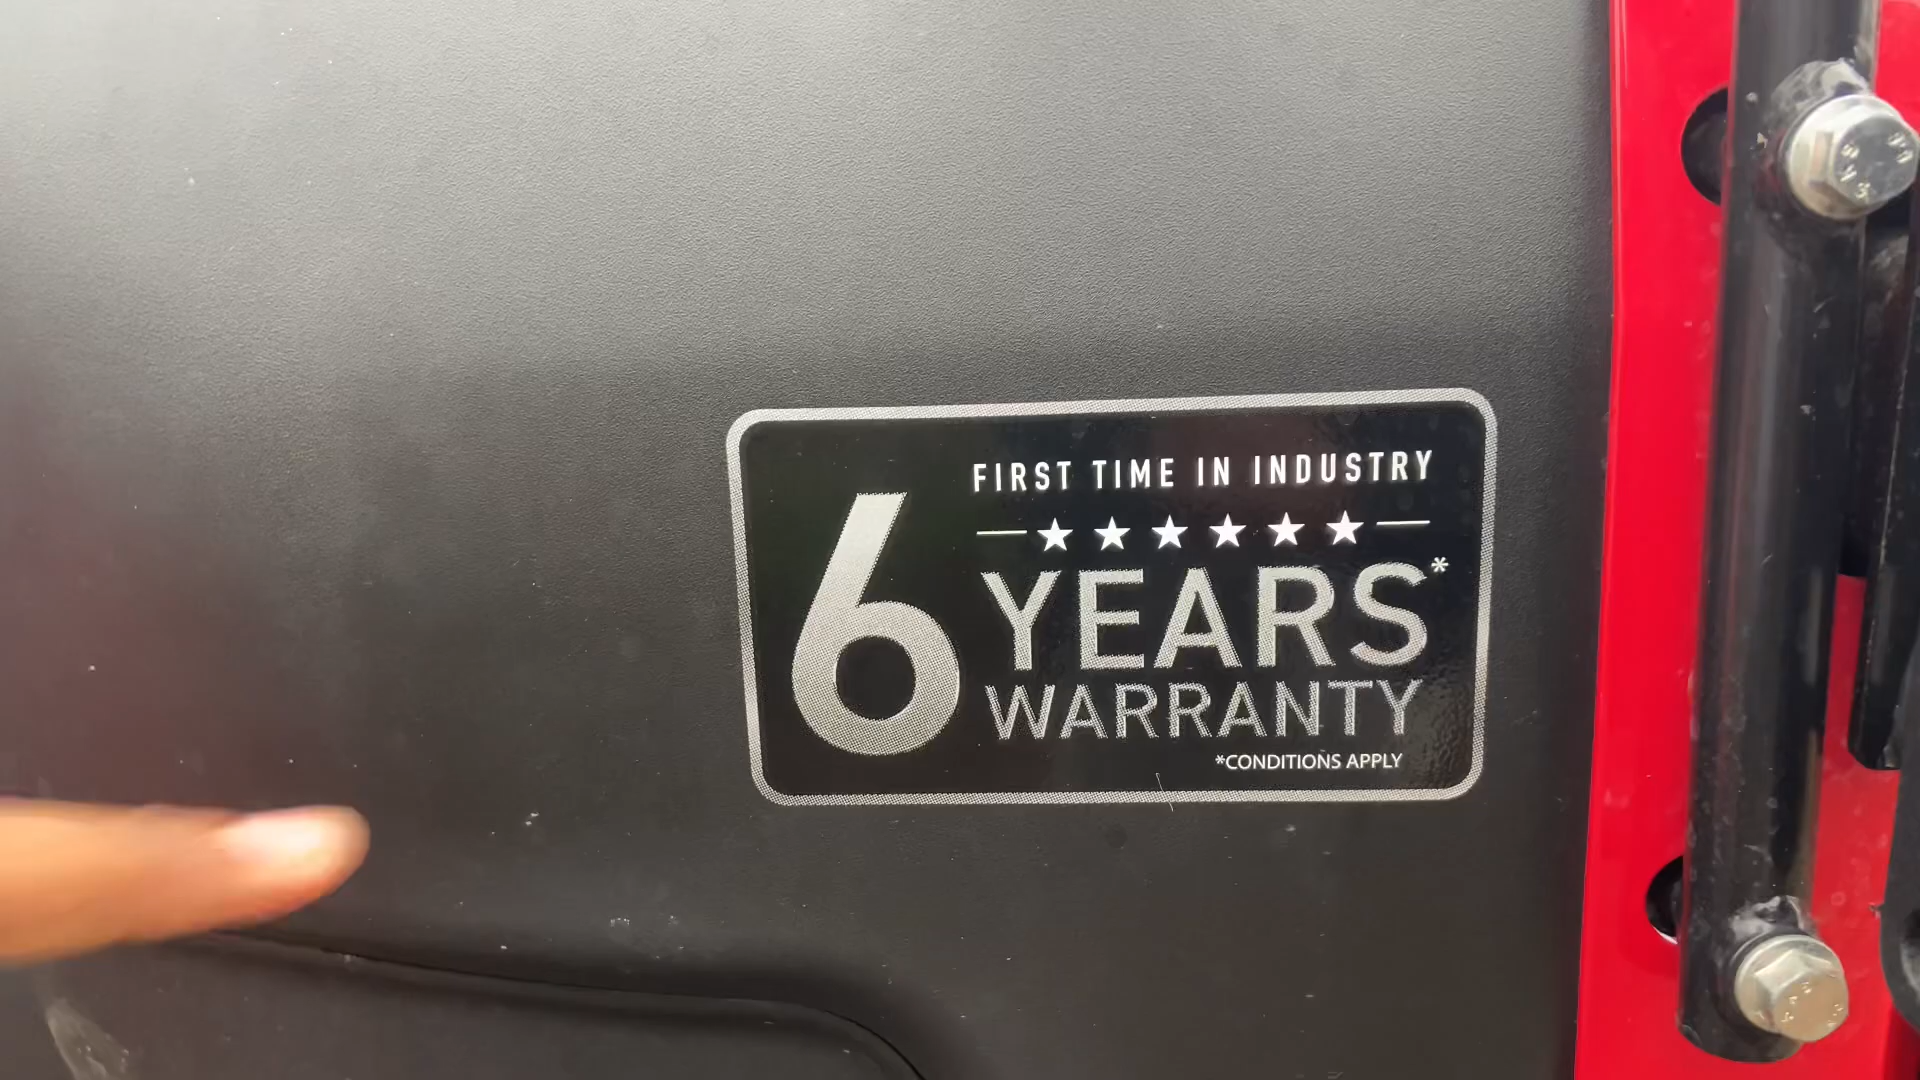 FIRST TIME IN INDUSTRY
6 YEARS*
WARRANTY
*CONDITIONS APPLY